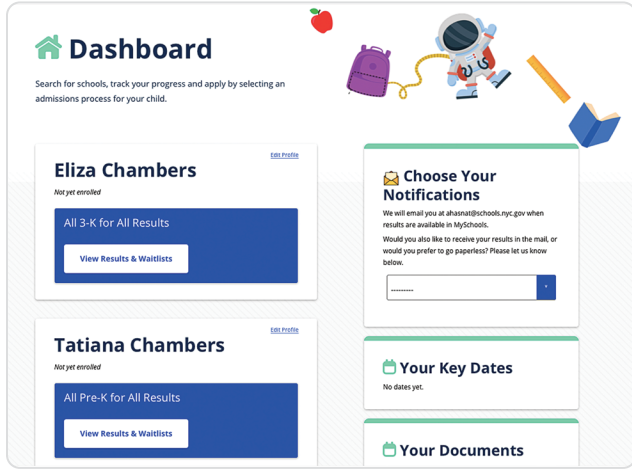 Dashboard
Search for schools, track your progress and apply by selecting an
admissions process for your child.
Edit Profile
Eliza Chambers
Not yet enrolled
All 3-K for All Results
View Results & Waitlists
Edit Profile
Tatiana Chambers
Not yet enrolled
All Pre-K for All Results
View Results & Waitlists
Choose Your
Notifications
We will email you at ahasnat@schools.nyc.gov when
results are available in MySchools.
Would you also like to receive your results in the mail, or
would you prefer to go paperless? Please let us know
below.
---------
Your Key Dates
No dates yet.
Your Documents